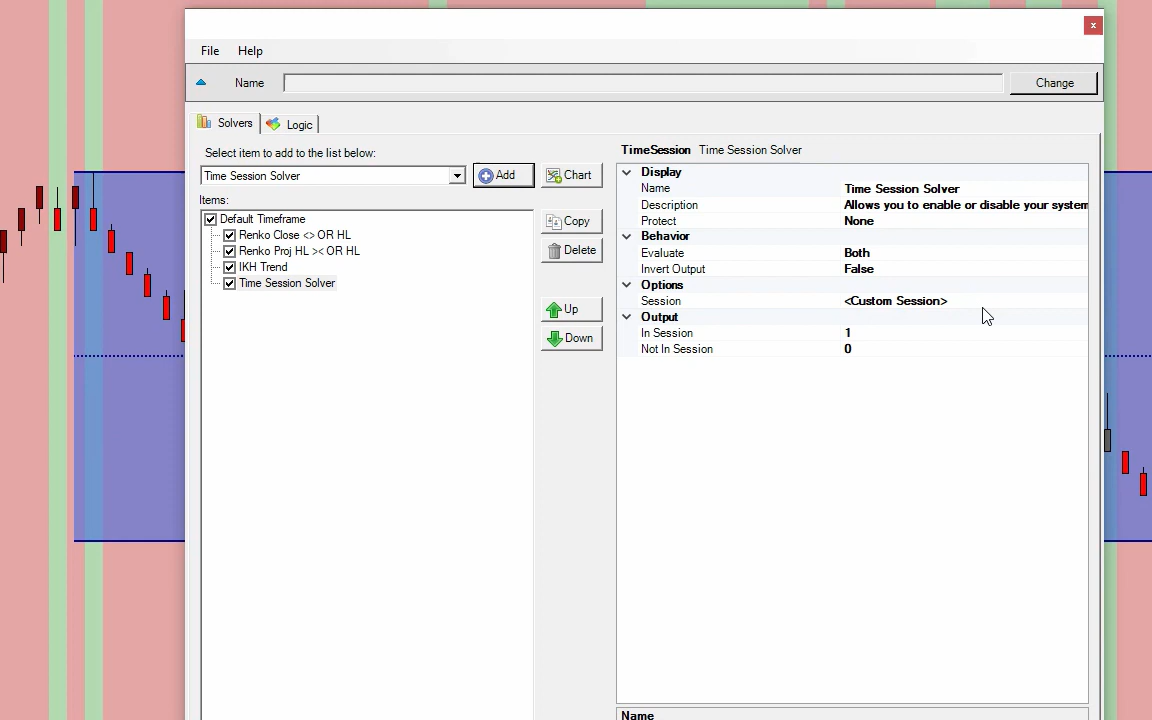 File Help
Name Change
Solvers Logic
Select item to add to the list below:
Time Session Solver Add Chart
Items:
Default Timeframe
Renko Close <> OR HL
Renko Proj HL >< OR HL
IKH Trend
Time Session Solver
Copy
Delete
Up
Down
TimeSession Time Session Solver
Display
Name Time Session Solver
Description Allows you to enable or disable your system
Protect None
Behavior
Evaluate Both
Invert Output False
Options
Session <Custom Session>
Output
In Session 1
Not In Session 0
Name